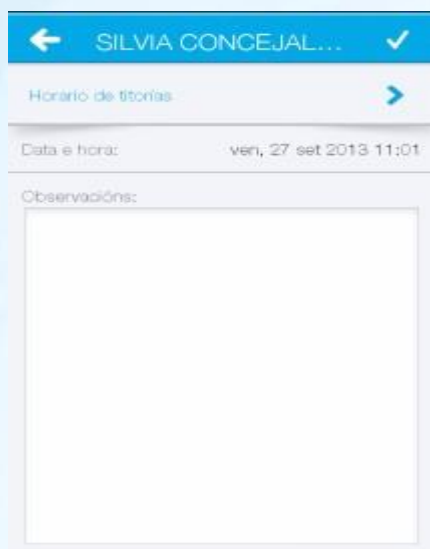 SILVIA CONCEJAL...
Horario de titorías
Data e hora: ven, 27 set 2013 11:01
Observacións: